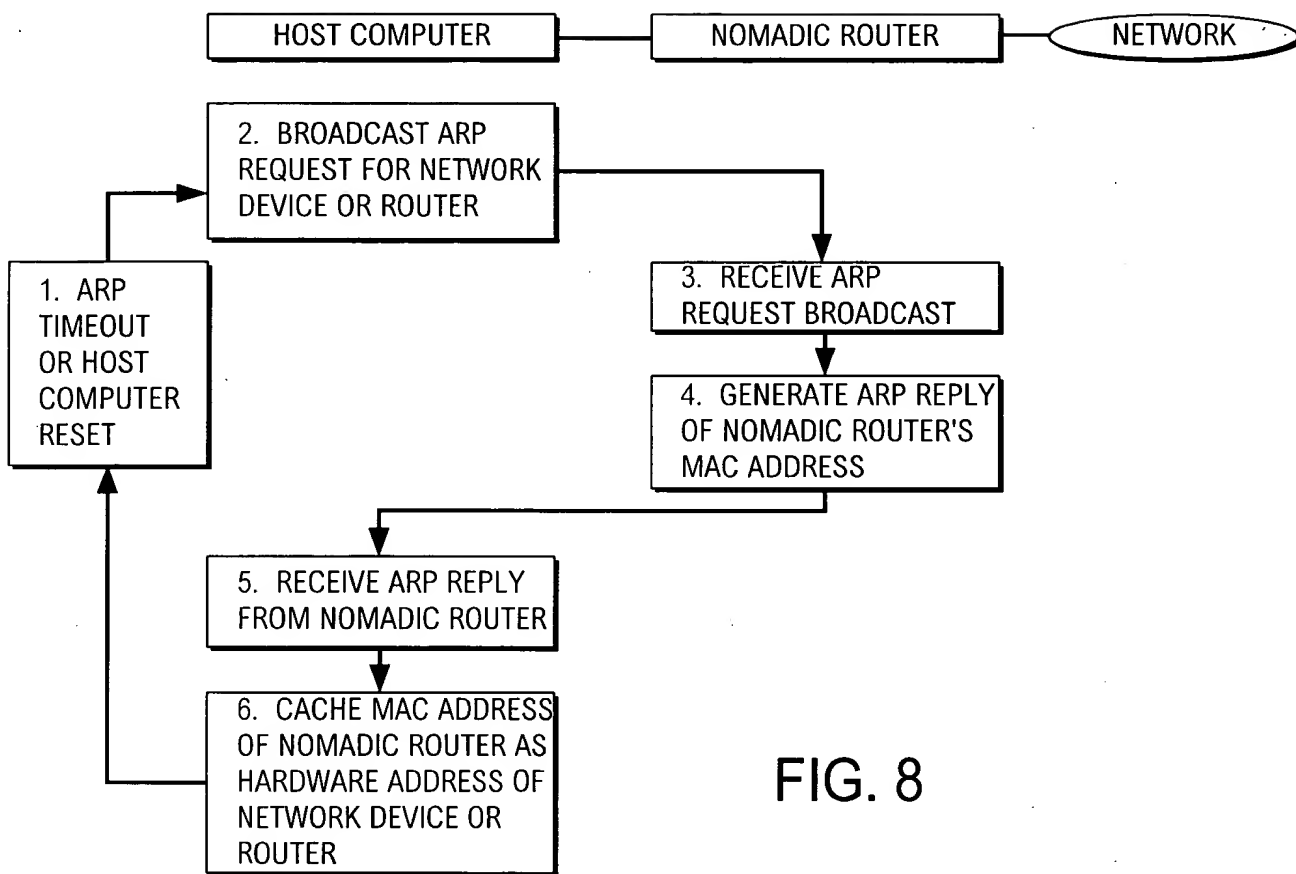 HOST COMPUTER
NOMADIC ROUTER
NETWORK
2. BROADCAST ARP
REQUEST FOR NETWORK
DEVICE OR ROUTER
1. ARP
TIMEOUT
OR HOST
COMPUTER
RESET
3. RECEIVE ARP
REQUEST BROADCAST
4. GENERATE ARP REPLY
OF NOMADIC ROUTER'S
MAC ADDRESS
5. RECEIVE ARP REPLY
FROM NOMADIC ROUTER
6. CACHE MAC ADDRESS
OF NOMADIC ROUTER AS
HARDWARE ADDRESS OF
NETWORK DEVICE OR
ROUTER
FIG. 8